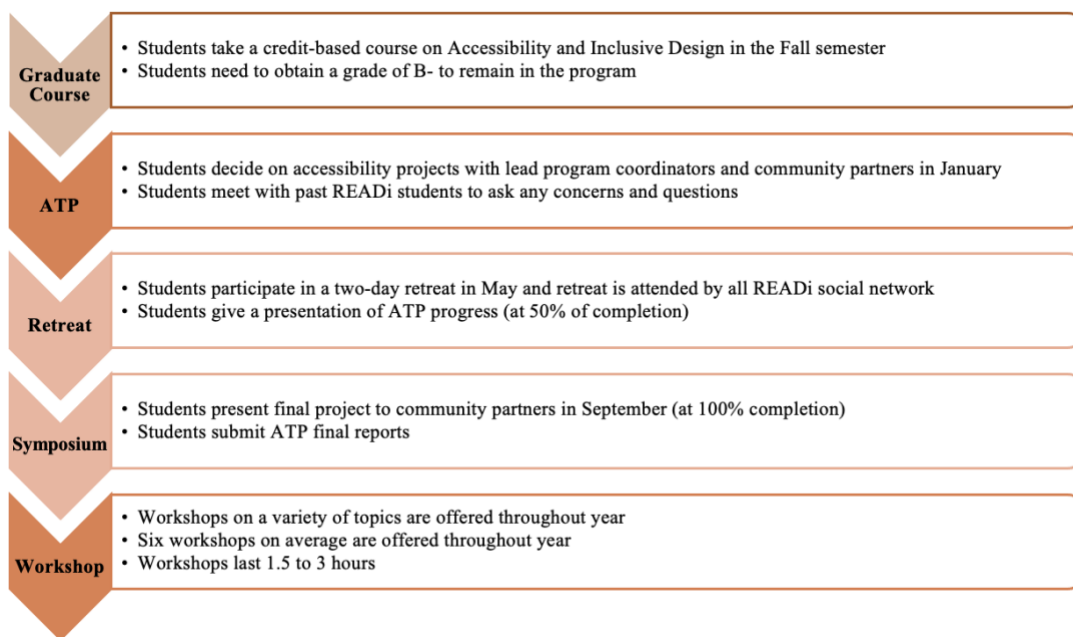 Graduate
Course
• Students take a credit-based course on Accessibility and Inclusive Design in the Fall semester
• Students need to obtain a grade of B- to remain in the program
ATP
• Students decide on accessibility projects with lead program coordinators and community partners in January
• Students meet with past READi students to ask any concerns and questions
Retreat
• Students participate in a two-day retreat in May and retreat is attended by all READi social network
• Students give a presentation of ATP progress (at 50% of completion)
Symposium
• Students present final project to community partners in September (at 100% completion)
• Students submit ATP final reports
Workshop
• Workshops on a variety of topics are offered throughout year
• Six workshops on average are offered throughout year
• Workshops last 1.5 to 3 hours